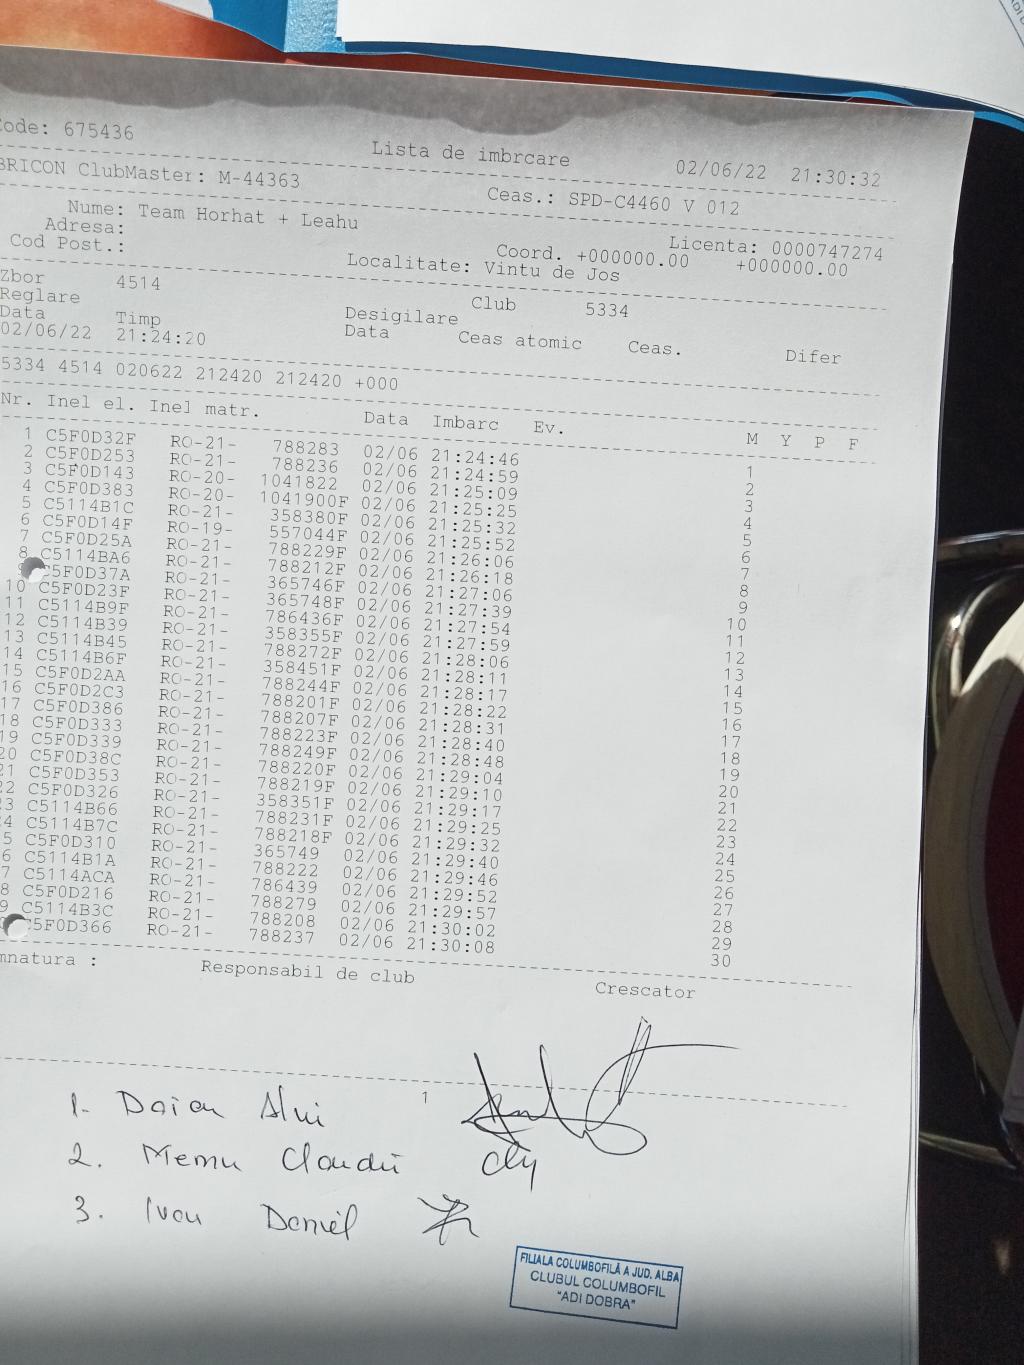 Code: 675436 Lista de imbrcare 02/06/22 21:30:32
BRICON ClubMaster: M-44363 Ceas.: SPD-C4460 V 012
Nume: Team Horhat + Leahu Licenta: 0000747274
Adresa: Coord. +000000.00 +000000.00
Cod Post.: Localitate: Vintu de Jos
Zbor 4514 Club 5334
Reglare Desigilare
Data Timp Data Ceas atomic Ceas. Difer
02/06/22 21:24:20
5334 4514 020622 212420 212420 +000
Nr. Inel el. Inel matr. Data Imbarc Ev. M Y P F
1 C5F0D32F RO-21- 788283 02/06 21:24:46 1
2 C5F0D253 RO-21- 788236 02/06 21:24:59 2
3 C5F0D143 RO-20- 1041822 02/06 21:25:09 3
4 C5F0D383 RO-20- 1041900F 02/06 21:25:25 4
5 C5114B1C RO-21- 358380F 02/06 21:25:32 5
6 C5F0D14F RO-19- 557044F 02/06 21:25:52 6
7 C5F0D25A RO-21- 788229F 02/06 21:26:06 7
8 C5114BA6 RO-21- 788212F 02/06 21:26:18 8
C5F0D37A RO-21- 365746F 02/06 21:27:06 9
10 C5F0D23F RO-21- 365748F 02/06 21:27:39 10
11 C5114B9F RO-21- 786436F 02/06 21:27:54 11
12 C5114B39 RO-21- 358355F 02/06 21:27:59 12
13 C5114B45 RO-21- 788272F 02/06 21:28:06 13
14 C5114B6F RO-21- 358451F 02/06 21:28:11 14
15 C5F0D2AA RO-21- 788244F 02/06 21:28:17 15
16 C5F0D2C3 RO-21- 788201F 02/06 21:28:22 16
17 C5F0D386 RO-21- 788207F 02/06 21:28:31 17
18 C5F0D333 RO-21- 788223F 02/06 21:28:40 18
19 C5F0D339 RO-21- 788249F 02/06 21:28:48 19
20 C5F0D38C RO-21- 788220F 02/06 21:29:04 20
21 C5F0D353 RO-21- 788219F 02/06 21:29:10 21
22 C5F0D326 RO-21- 358351F 02/06 21:29:17 22
3 C5114B66 RO-21- 788231F 02/06 21:29:25 23
4 C5114B7C RO-21- 788218F 02/06 21:29:32 24
5 C5F0D310 RO-21- 365749 02/06 21:29:40 25
6 C5114B1A RO-21- 788222 02/06 21:29:46 26
7 C5114ACA RO-21- 786439 02/06 21:29:52 27
8 C5F0D216 RO-21- 788279 02/06 21:29:57 28
9 C5114B3C RO-21- 788208 02/06 21:30:02 29
C5F0D366 RO-21- 788237 02/06 21:30:08 30
mnatura : Responsabil de club Crescator
1
1. Daian Alui
2. Memu Claudiu
3. Ivan Daniel
FILIALA COLUMBOFILĂ A JUD. ALBA
CLUBUL COLUMBOFIL
"ADI DOBRA"